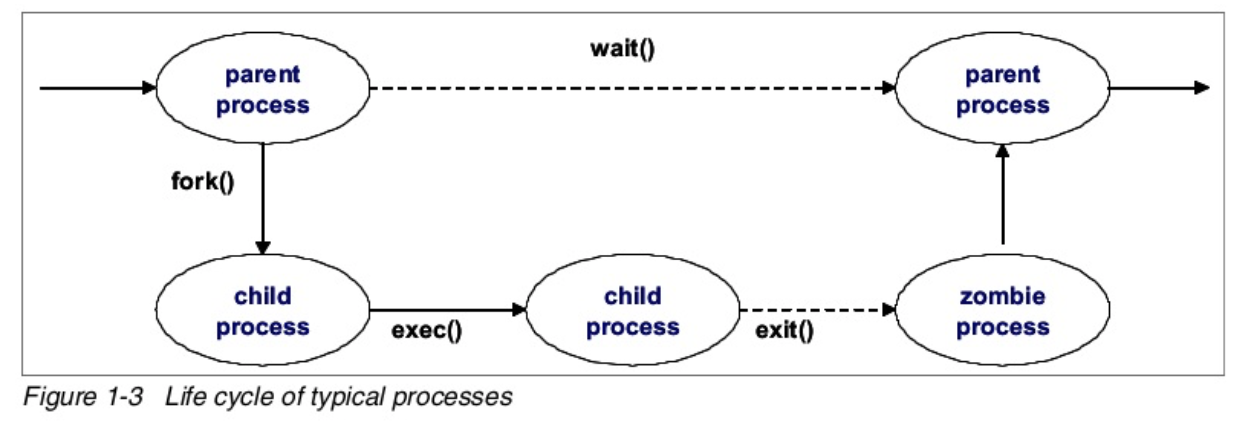 wait()
parent
process
parent
process
fork()
child
process
exec()
child
process
exit()
zombie
process
Figure 1-3 Life cycle of typical processes